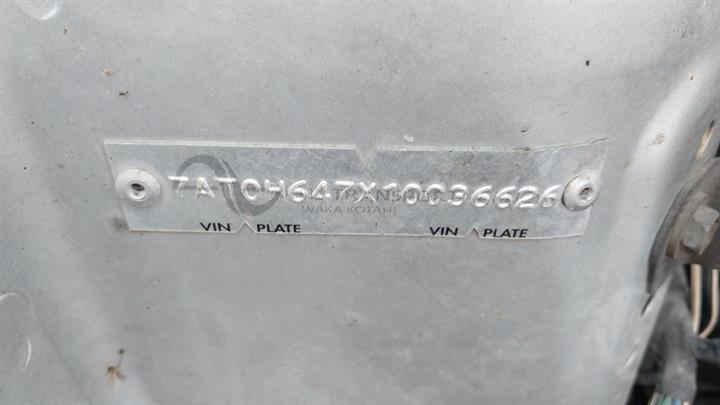 7AT0H647X10036626
WAKA KOTAHI
VIN PLATE VIN PLATE